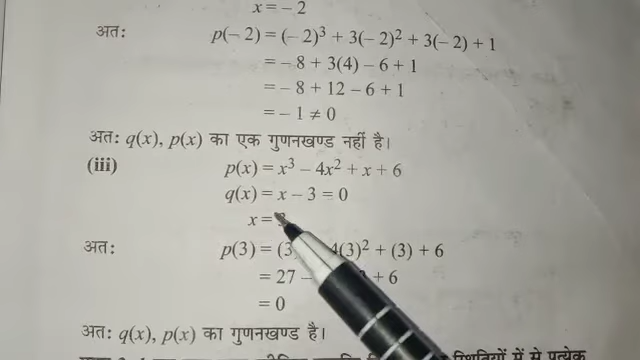 x = – 2
अतः p(– 2) = (– 2)³ + 3(– 2)² + 3(– 2) + 1
= – 8 + 3(4) – 6 + 1
= – 8 + 12 – 6 + 1
= – 1 ≠ 0
अतः q(x), p(x) का एक गुणनखण्ड नहीं है।
(iii) p(x) = x³ – 4x² + x + 6
q(x) = x – 3 = 0
x =
अतः p(3) = (3 4(3)² + (3) + 6
= 27 – + 6
= 0
अतः q(x), p(x) का गुणनखण्ड है।
में से प्रत्येक